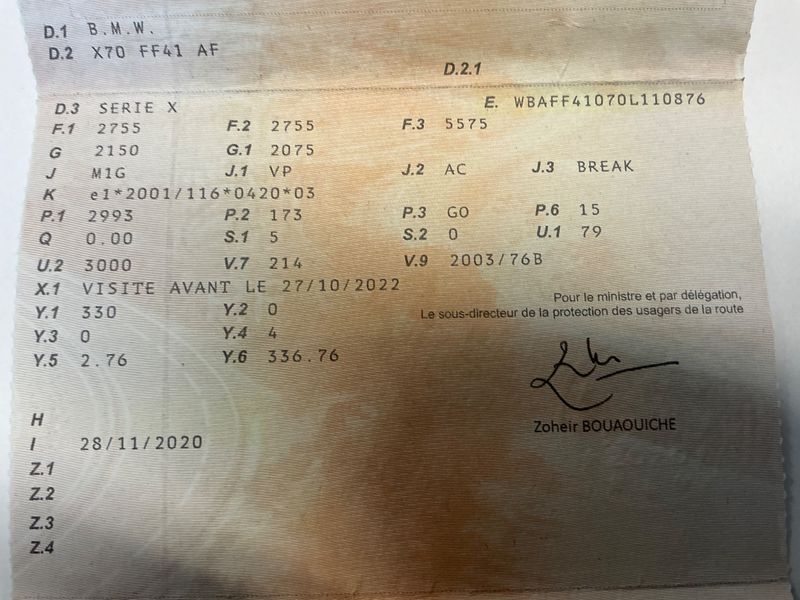 D.1 B.M.W.
D.2 X70 FF41 AF
D.2.1
D.3 SERIE X E. WBAFF41070L110876
F.1 2755 F.2 2755 F.3 5575
G 2150 G.1 2075
J M1G J.1 VP J.2 AC J.3 BREAK
K e1*2001/116*0420*03
P.1 2993 P.2 173 P.3 GO P.6 15
Q 0.00 S.1 5 S.2 0 U.1 79
U.2 3000 V.7 214 V.9 2003/76B
X.1 VISITE AVANT LE 27/10/2022
Y.1 330 Y.2 0
Y.3 0 Y.4 4
Y.5 2.76 Y.6 336.76
Pour le ministre et par délégation,
Le sous-directeur de la protection des usagers de la route
Zoheir BOUAOUICHE
H
I 28/11/2020
Z.1
Z.2
Z.3
Z.4